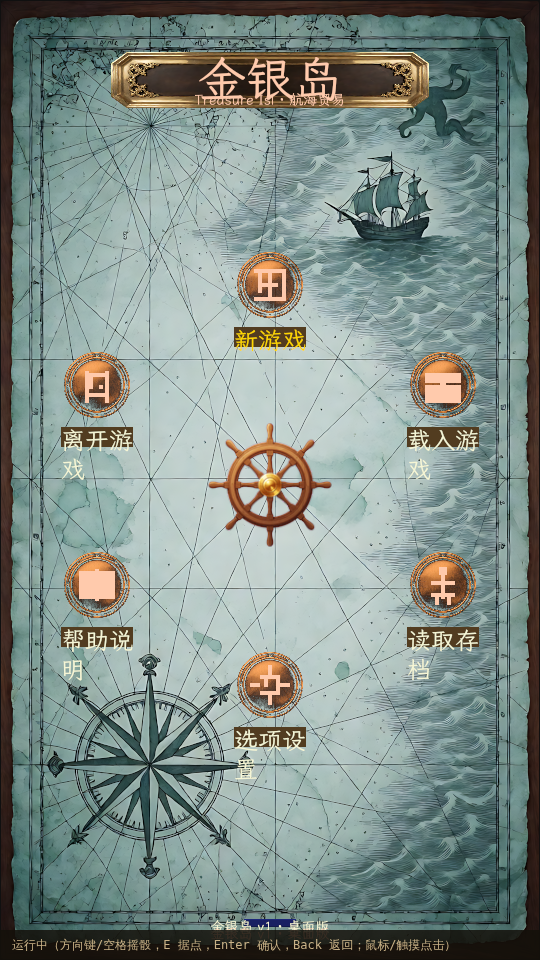 金银岛
Treasure Isl · 航海贸易
新游戏
离开游
戏
载入游
戏
帮助说
明
读取存
档
选项设
置
金银岛 v1 · 桌面版
运行中（方向键/空格摇骰，E 据点，Enter 确认，Back 返回；鼠标/触摸点击）